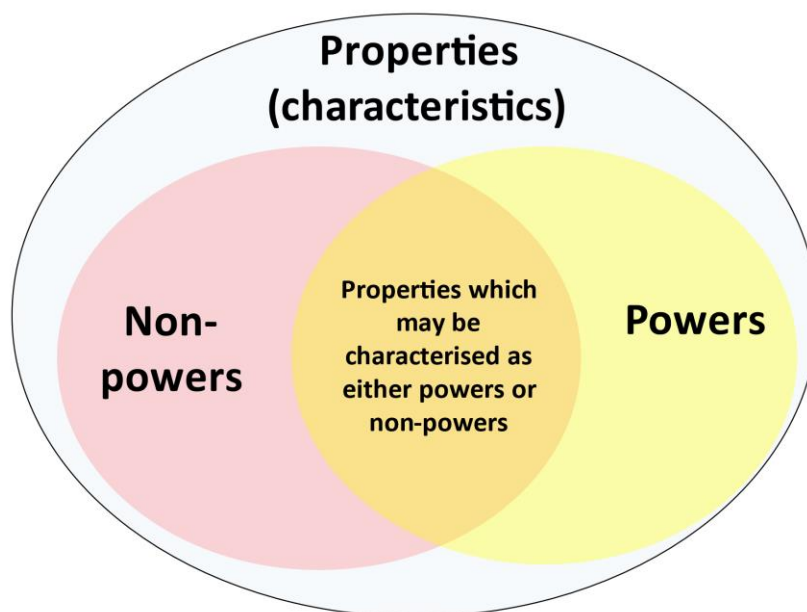 Properties
(characteristics)
Non-
powers
Properties which
may be
characterised as
either powers or
non-powers
Powers